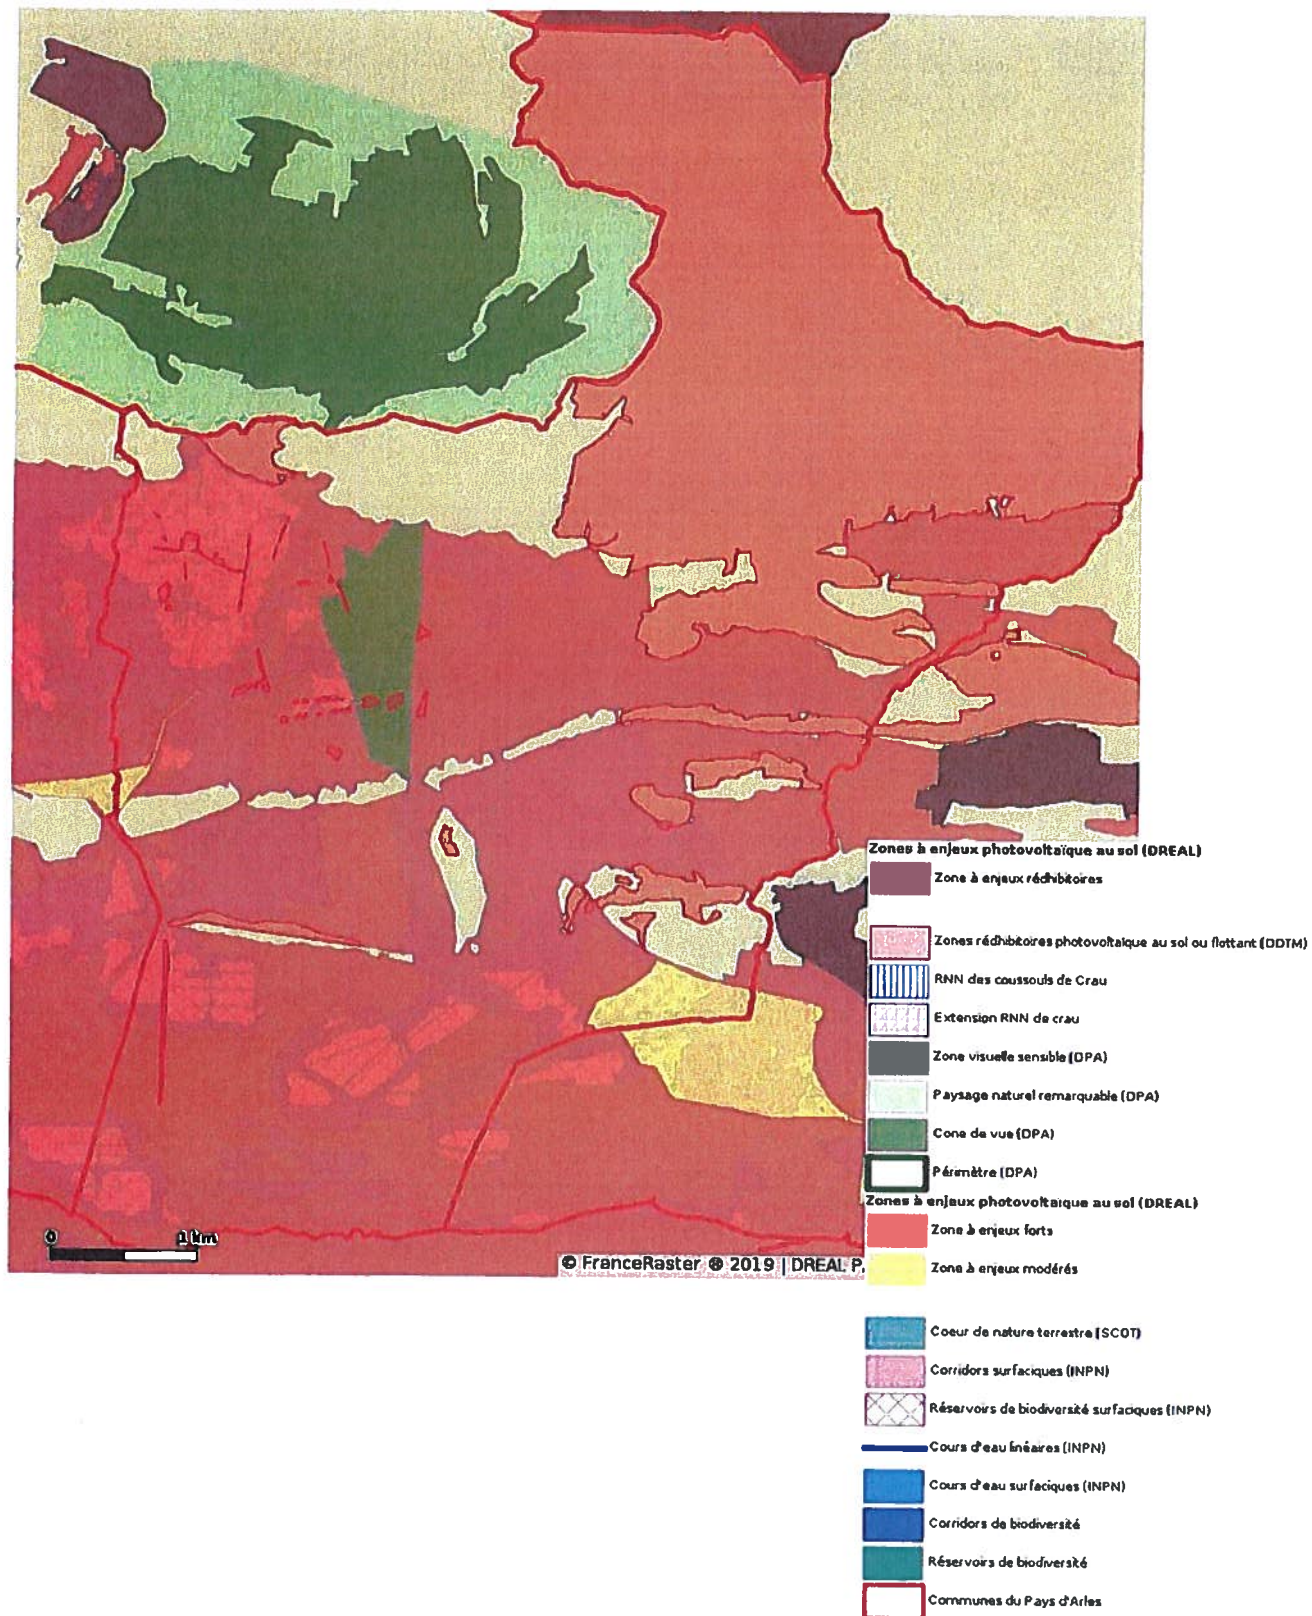 Zones à enjeux photovoltaïque au sol (DREAL)
Zone à enjeux rédhibitoires
Zones rédhibitoires photovoltaïque au sol ou flottant (DDTM)
RNN des coussouls de Crau
Extension RNN de crau
Zone visuelle sensible (DPA)
Paysage naturel remarquable (DPA)
Cone de vue (DPA)
Périmètre (DPA)
Zones à enjeux photovoltaïque au sol (DREAL)
Zone à enjeux forts
0 1 km
© FranceRaster ® 2019 | DREAL P.
Zone à enjeux modérés
Coeur de nature terrestre (SCOT)
Corridors surfaciques (INPN)
Réservoirs de biodiversité surfaciques (INPN)
Cours d'eau linéaires (INPN)
Cours d'eau surfaciques (INPN)
Corridors de biodiversité
Réservoirs de biodiversité
Communes du Pays d'Arles